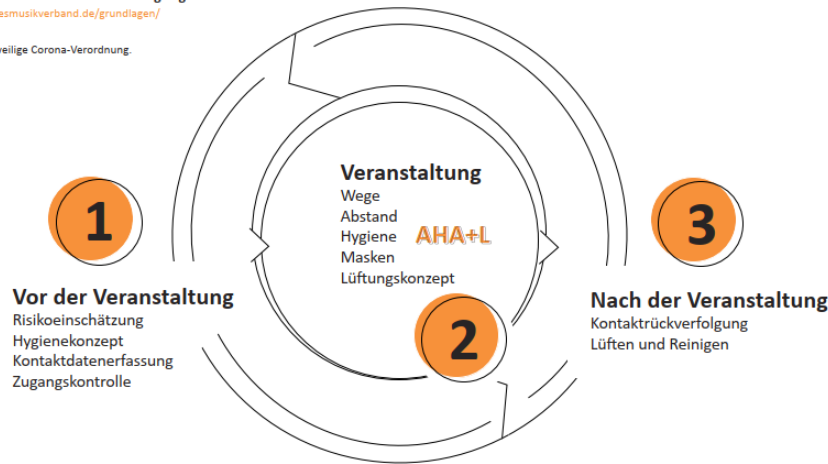 esmusikverband.de/grundlagen/
weilige Corona-Verordnung.
1
Vor der Veranstaltung
Risikoeinschätzung
Hygienekonzept
Kontaktdatenerfassung
Zugangskontrolle
Veranstaltung
Wege
Abstand
Hygiene AHA+L
Masken
Lüftungskonzept
2
3
Nach der Veranstaltung
Kontaktrückverfolgung
Lüften und Reinigen